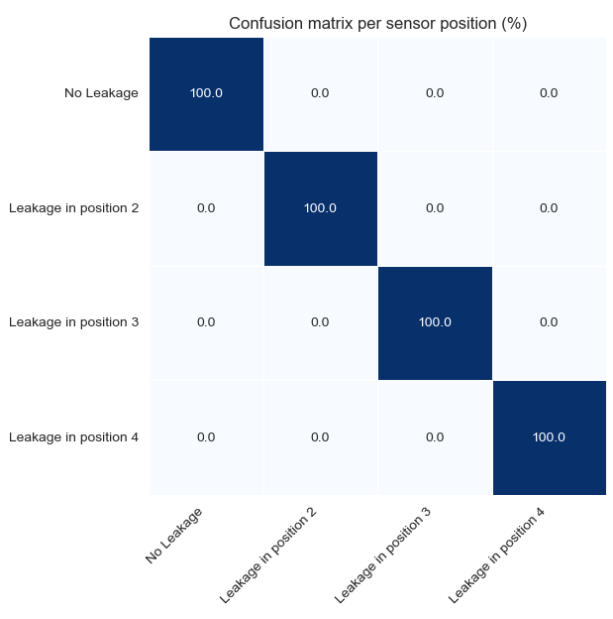 Confusion matrix per sensor position (%)
No Leakage 100.0 0.0 0.0 0.0
Leakage in position 2 0.0 100.0 0.0 0.0
Leakage in position 3 0.0 0.0 100.0 0.0
Leakage in position 4 0.0 0.0 0.0 100.0
No Leakage
Leakage in position 2
Leakage in position 3
Leakage in position 4